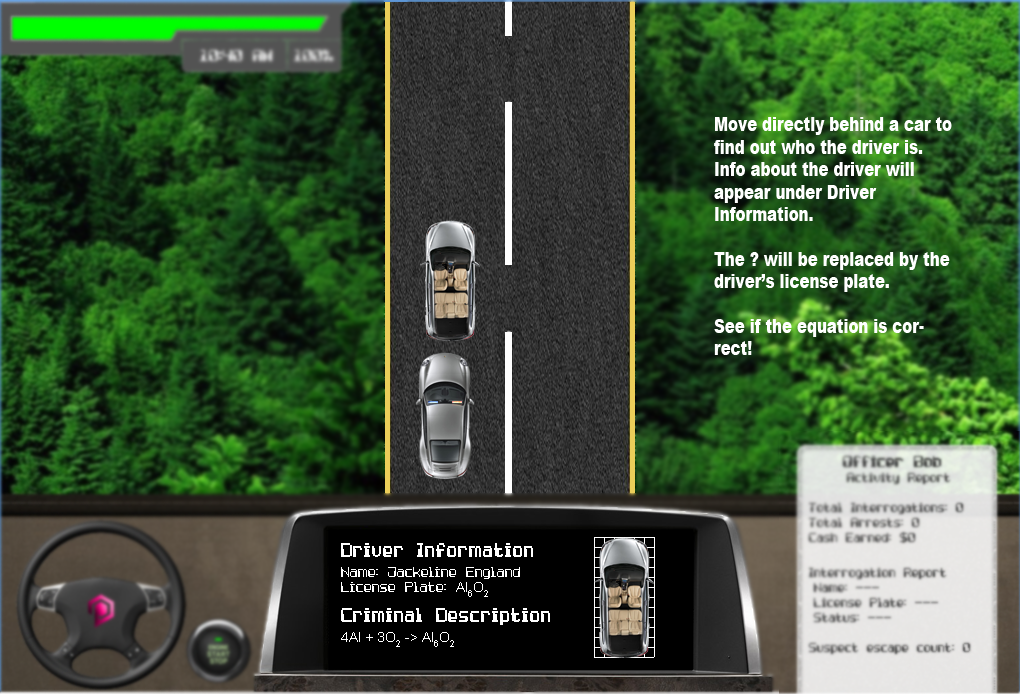 10:40 AM 100%
Move directly behind a car to
find out who the driver is.
Info about the driver will
appear under Driver
Information.
The ? will be replaced by the
driver's license plate.
See if the equation is cor-
rect!
Officer Bob
Activity Report
Total Interrogations: 0
Total Arrests: 0
Cash Earned: $0
Interrogation Report
Name: ---
License Plate: ---
Status: ---
Suspect escape count: 0
Driver Information
Name: Jackeline England
License Plate: Al₆O₂
Criminal Description
4Al + 3O₂ -> Al₆O₂